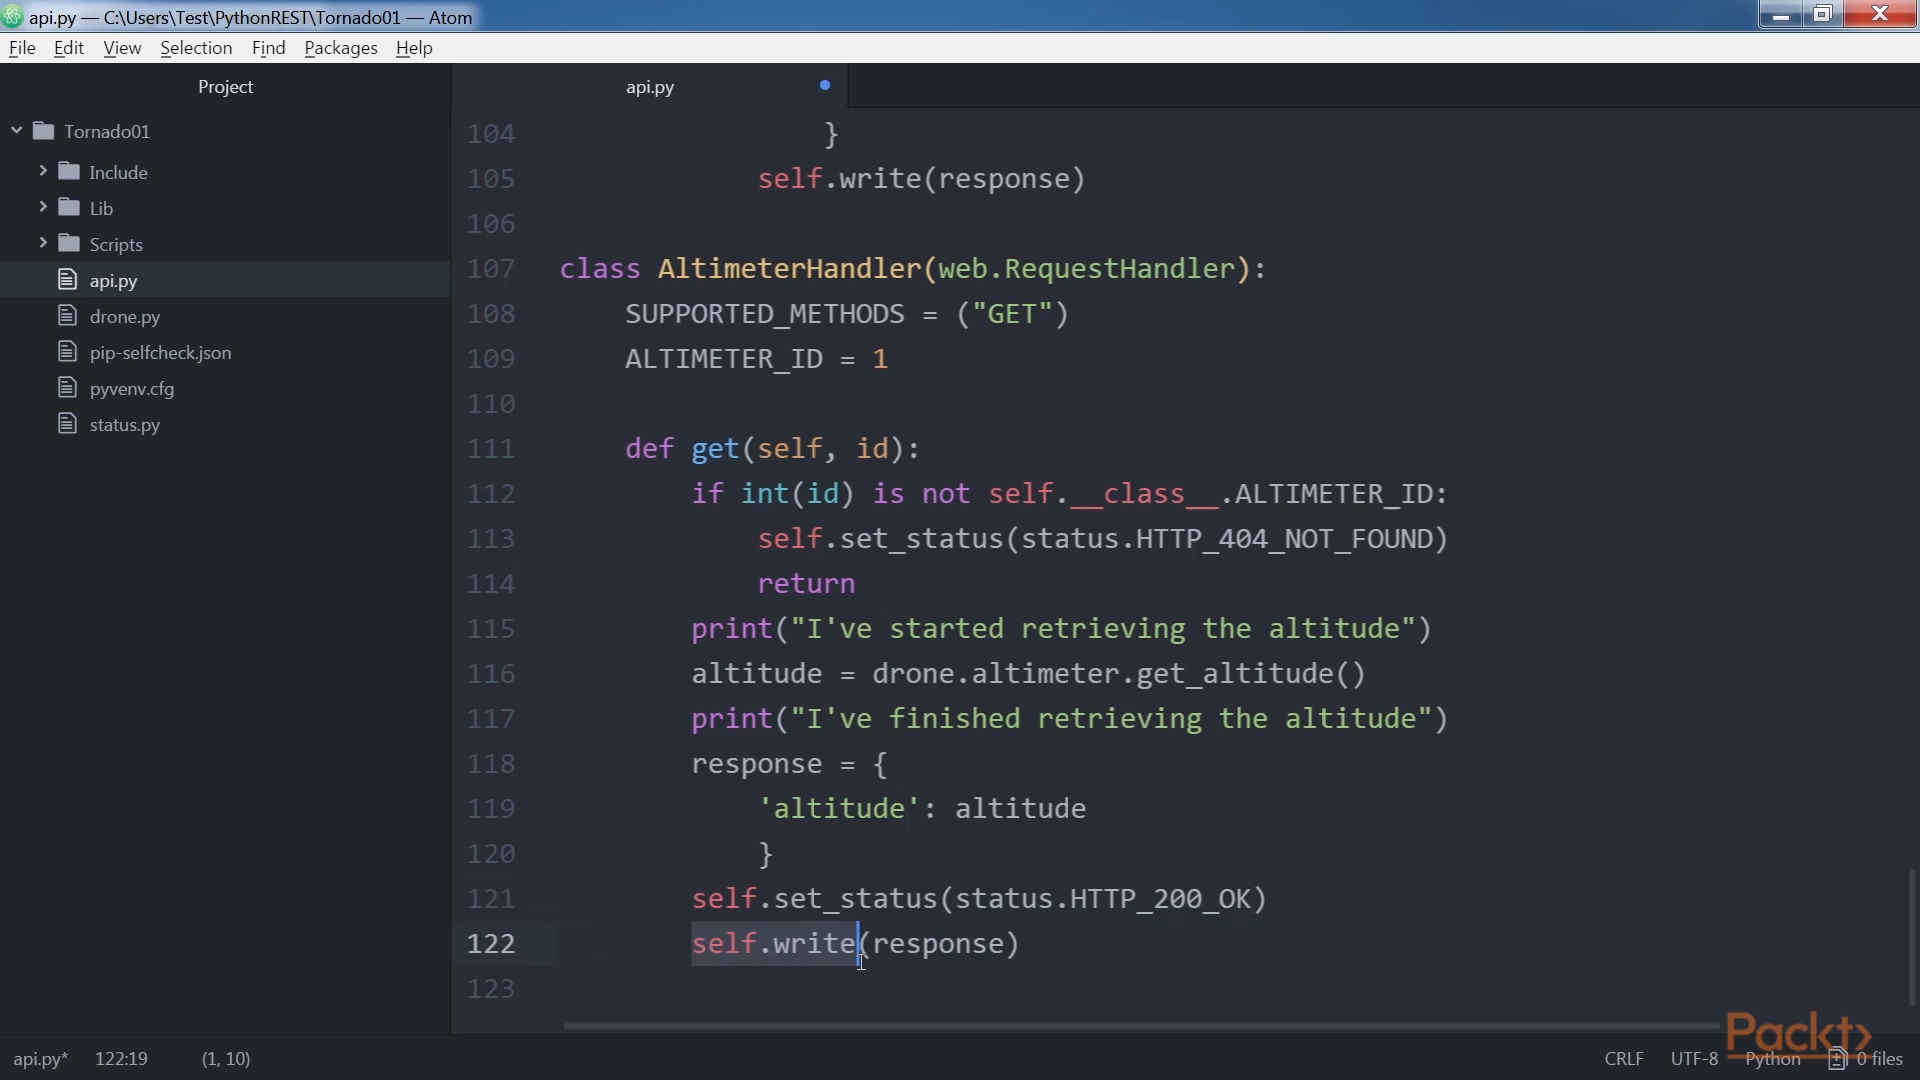 api.py — C:\Users\Test\PythonREST\Tornado01 — Atom
File Edit View Selection Find Packages Help
Project
Tornado01
Include
Lib
Scripts
api.py
drone.py
pip-selfcheck.json
pyvenv.cfg
status.py
api.py
104 }
105 self.write(response)
106
107 class AltimeterHandler(web.RequestHandler):
108 SUPPORTED_METHODS = ("GET")
109 ALTIMETER_ID = 1
110
111 def get(self, id):
112 if int(id) is not self.__class__.ALTIMETER_ID:
113 self.set_status(status.HTTP_404_NOT_FOUND)
114 return
115 print("I've started retrieving the altitude")
116 altitude = drone.altimeter.get_altitude()
117 print("I've finished retrieving the altitude")
118 response = {
119 'altitude': altitude
120 }
121 self.set_status(status.HTTP_200_OK)
122 self.write(response)
123
Packt>
api.py* 122:19 (1, 10) CRLF UTF-8 Python 0 files